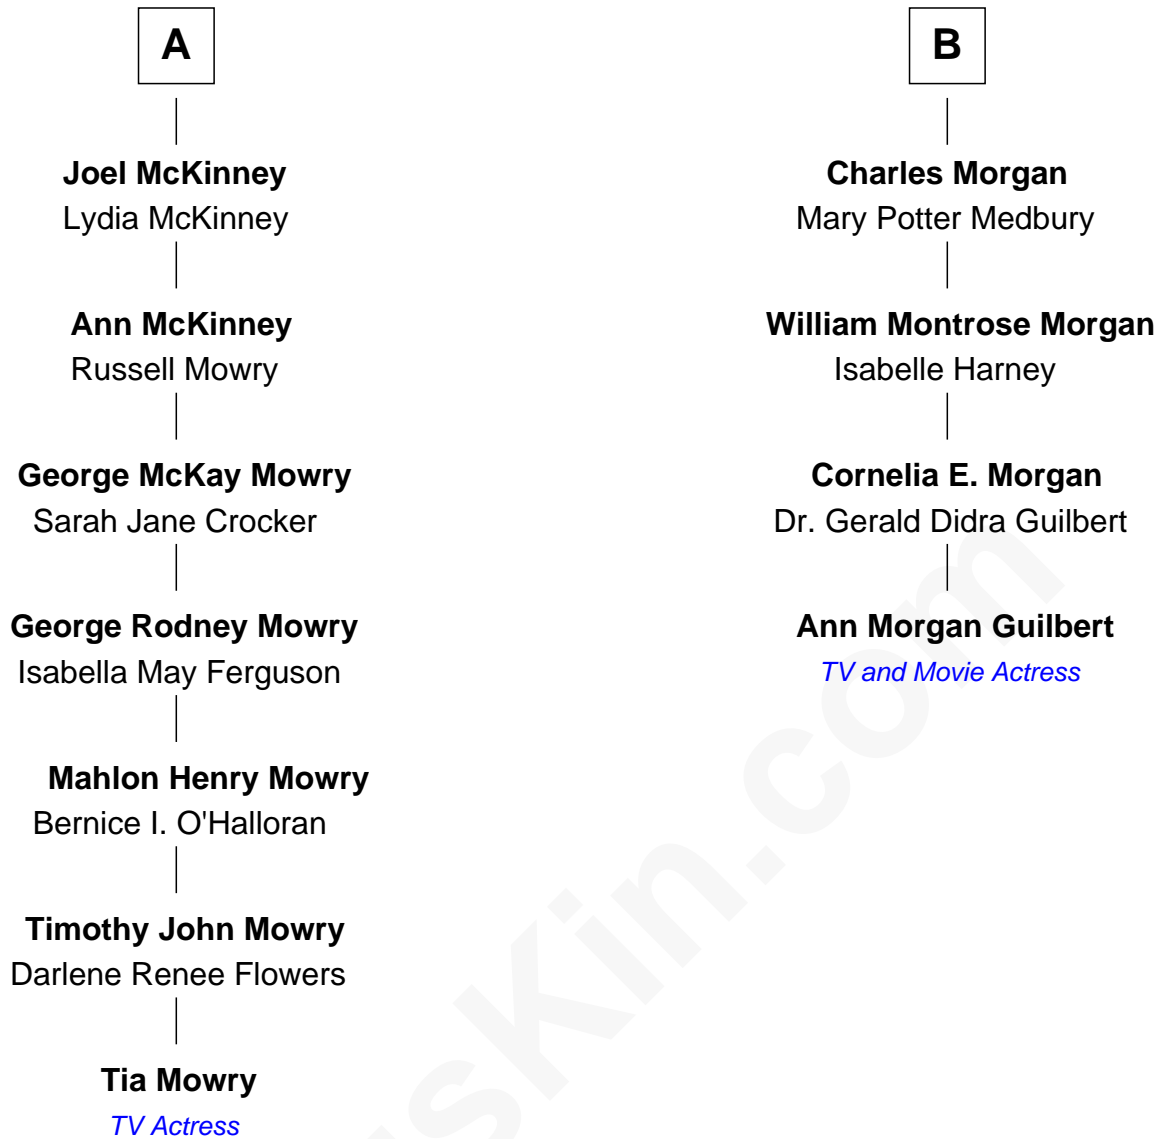 A
Joel McKinney
Lydia McKinney
Ann McKinney
Russell Mowry
George McKay Mowry
Sarah Jane Crocker
George Rodney Mowry
Isabella May Ferguson
Mahlon Henry Mowry
Bernice I. O'Halloran
Timothy John Mowry
Darlene Renee Flowers
Tia Mowry
TV Actress
B
Charles Morgan
Mary Potter Medbury
William Montrose Morgan
Isabelle Harney
Cornelia E. Morgan
Dr. Gerald Didra Guilbert
Ann Morgan Guilbert
TV and Movie Actress
sKin.com